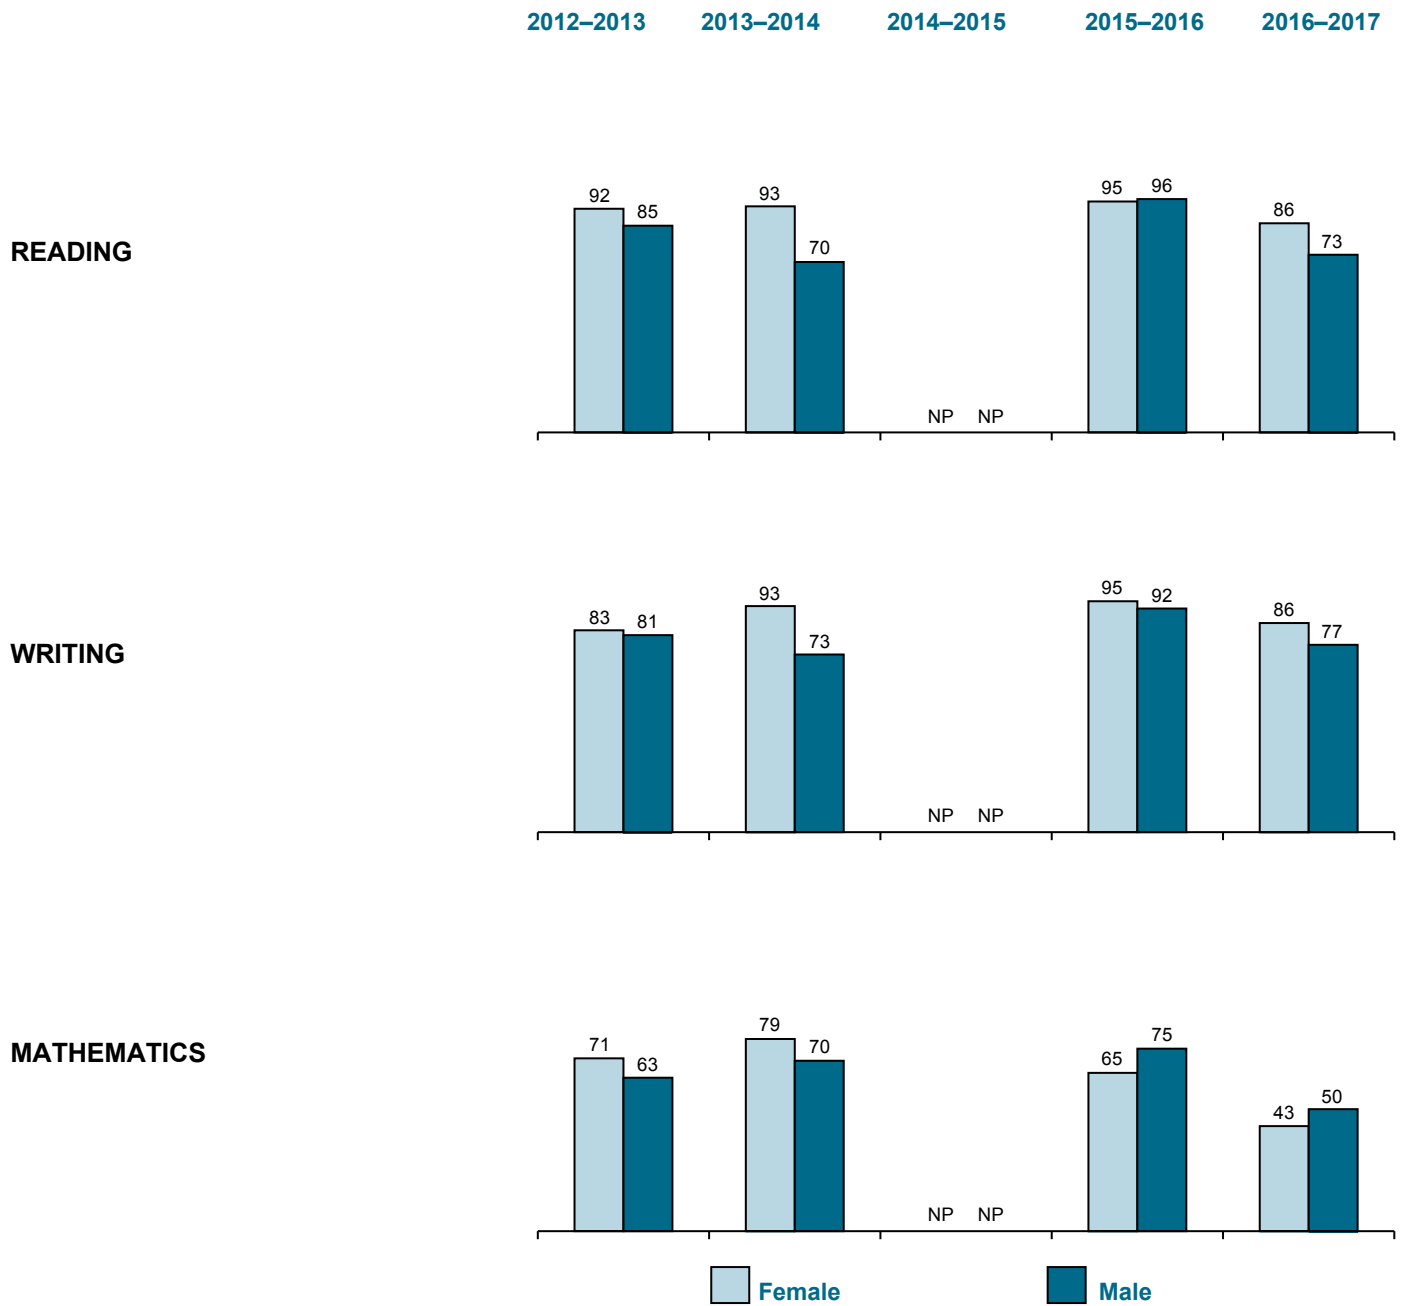 2012–2013 2013–2014 2014–2015 2015–2016 2016–2017
READING
92 85 93 70 NP NP 95 96 86 73
WRITING
83 81 93 73 NP NP 95 92 86 77
MATHEMATICS
71 63 79 70 NP NP 65 75 43 50
Female Male